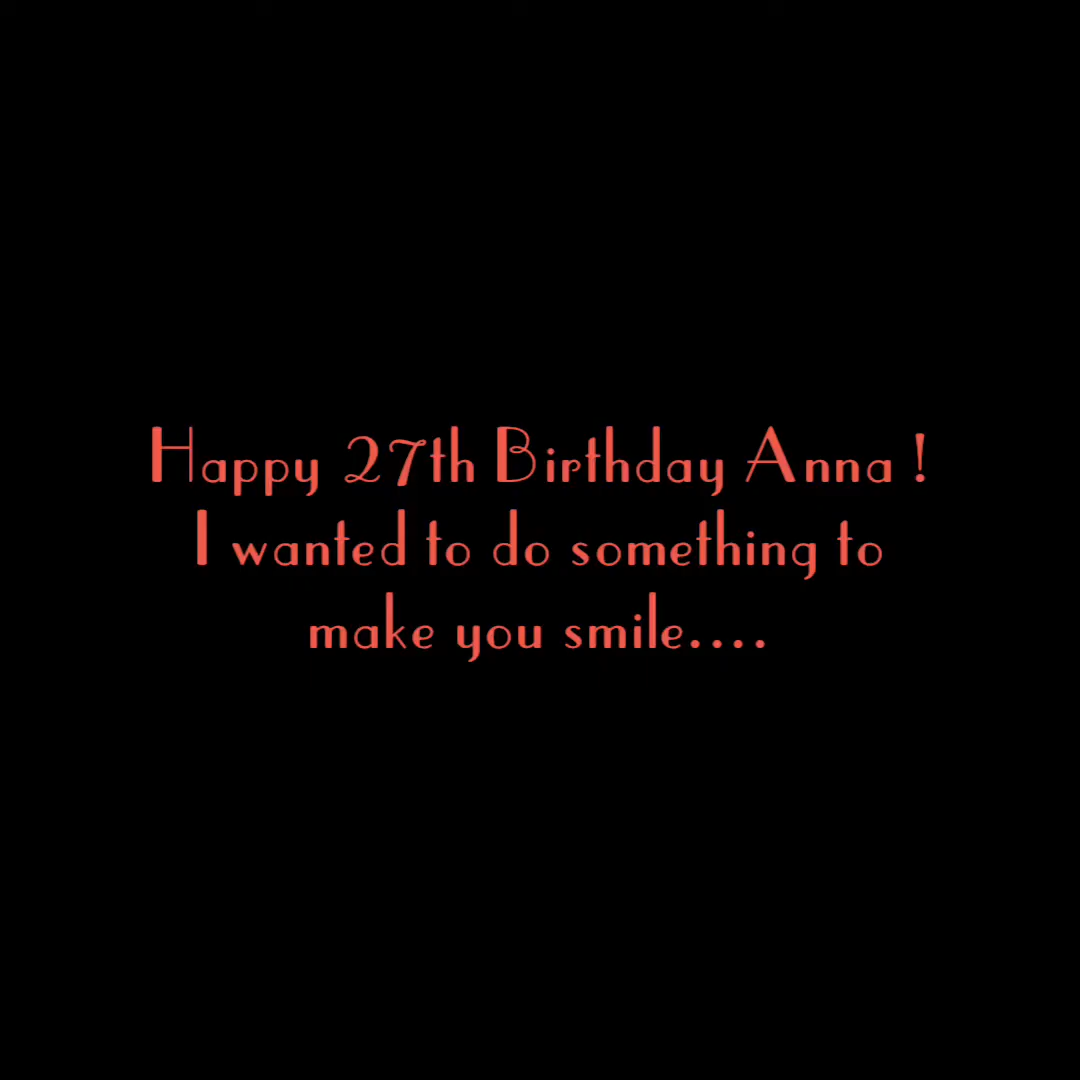 Happy 27th Birthday Anna !
I wanted to do something to
make you smile....